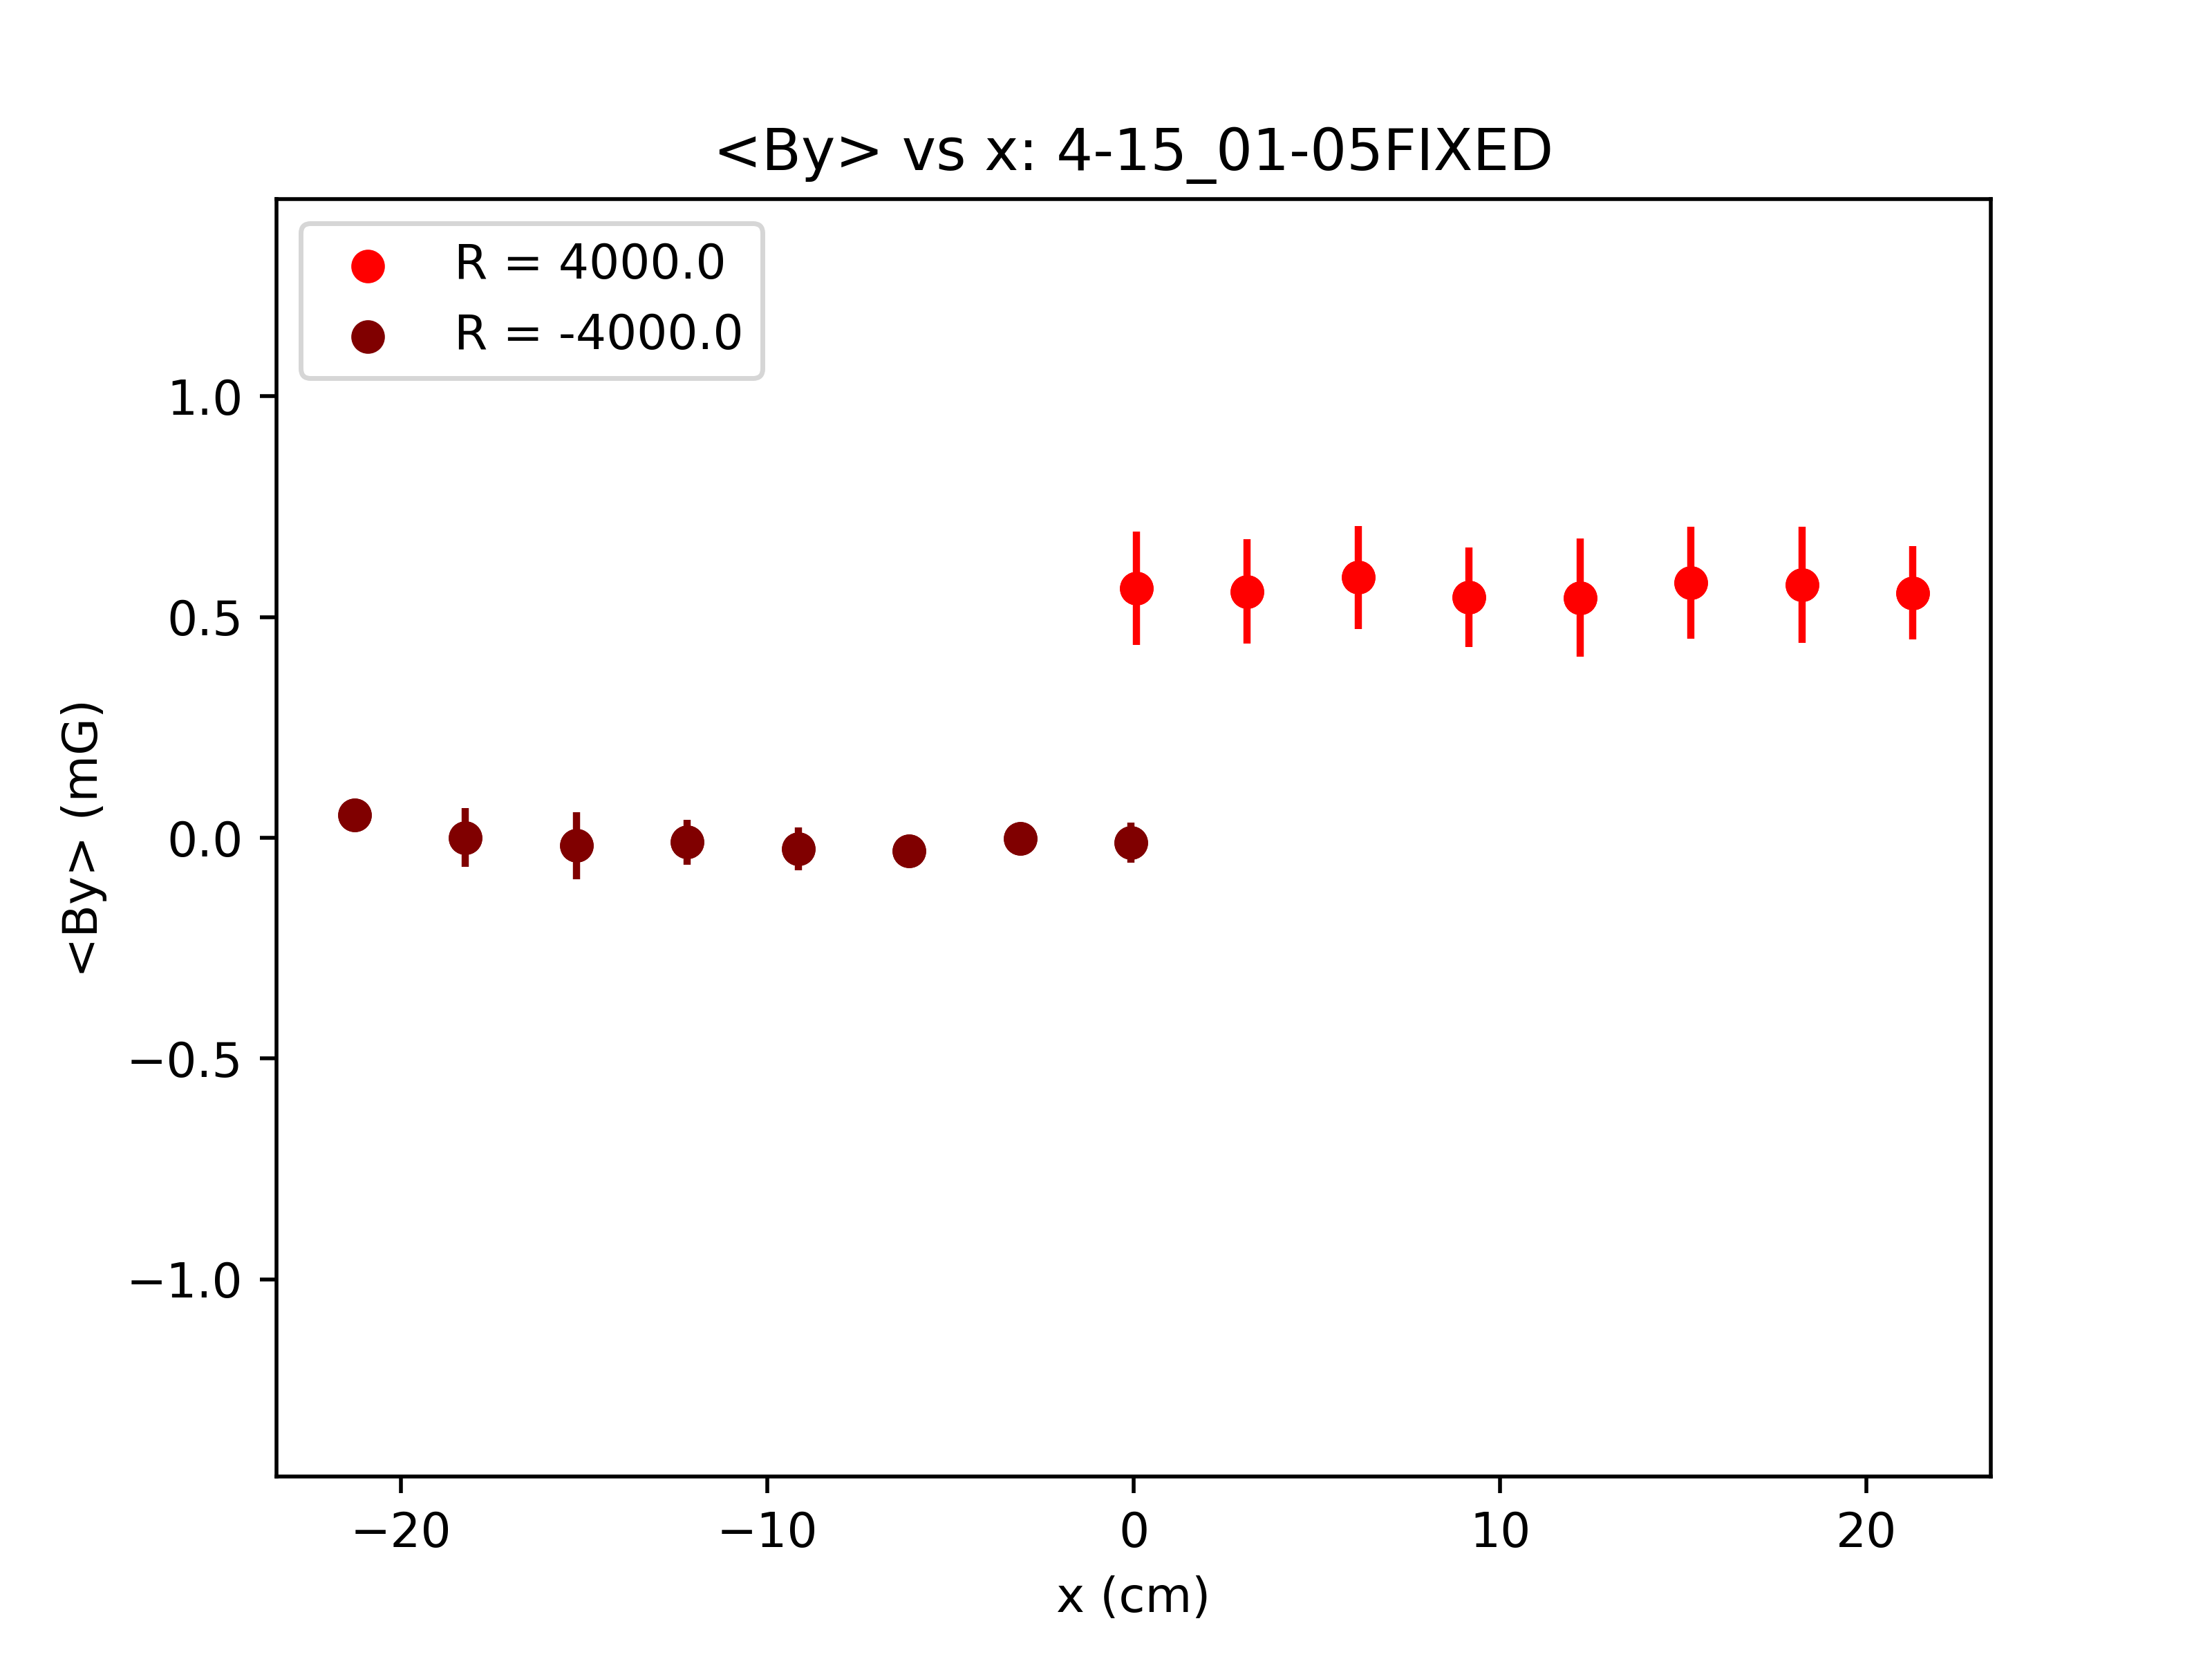 <By> vs x: 4-15_01-05FIXED
R = 4000.0
R = -4000.0
1.0
0.5
0.0
−0.5
−1.0
<By> (mG)
−20
−10
0
10
20
x (cm)